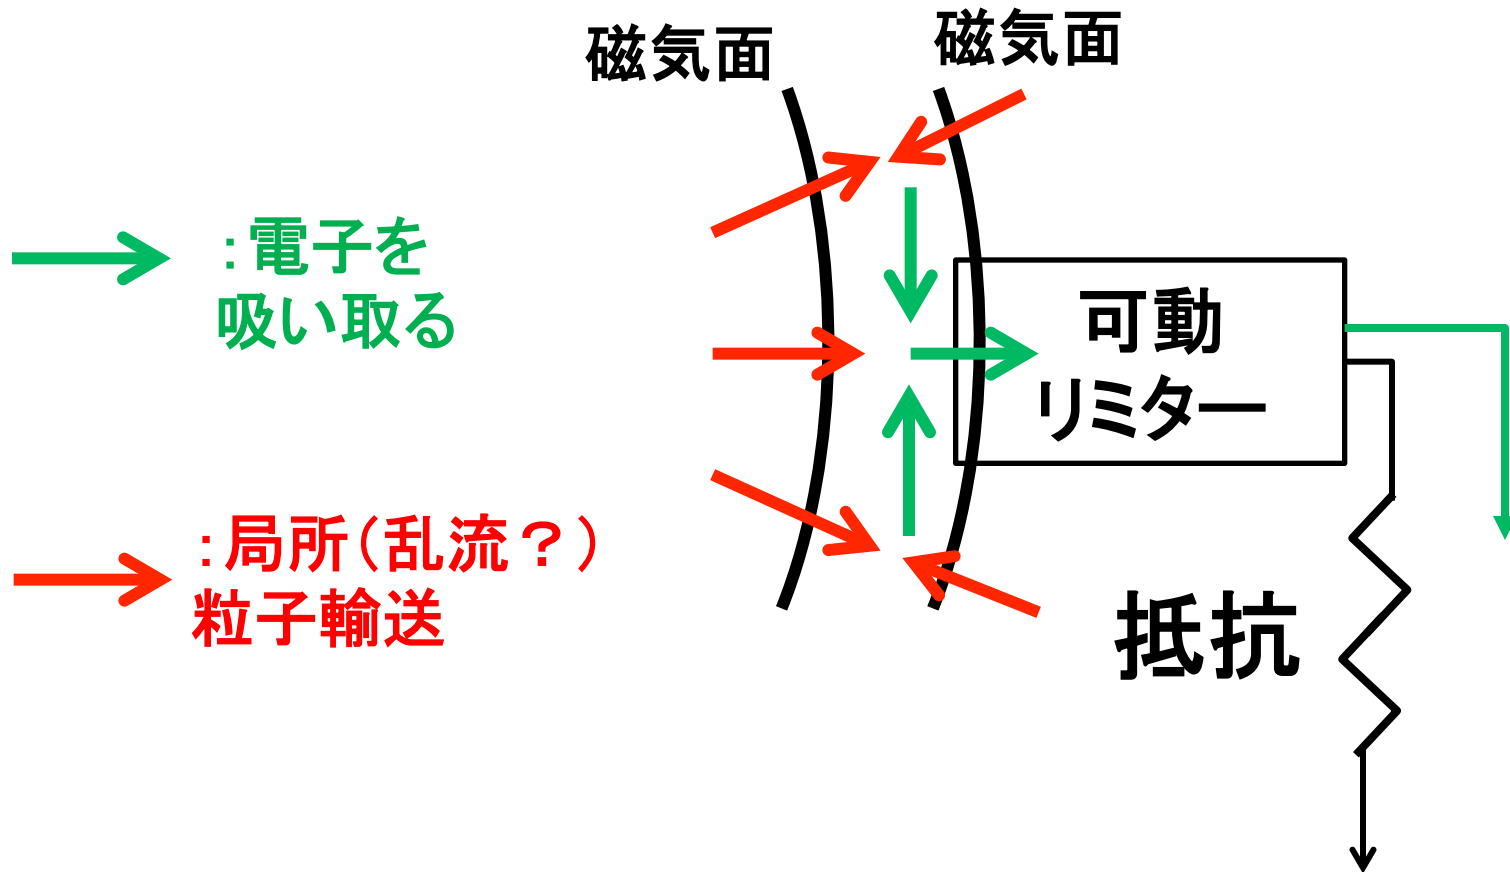 磁気面
磁気面
：電子を
吸い取る
可動
リミター
：局所（乱流？）
粒子輸送
抵抗